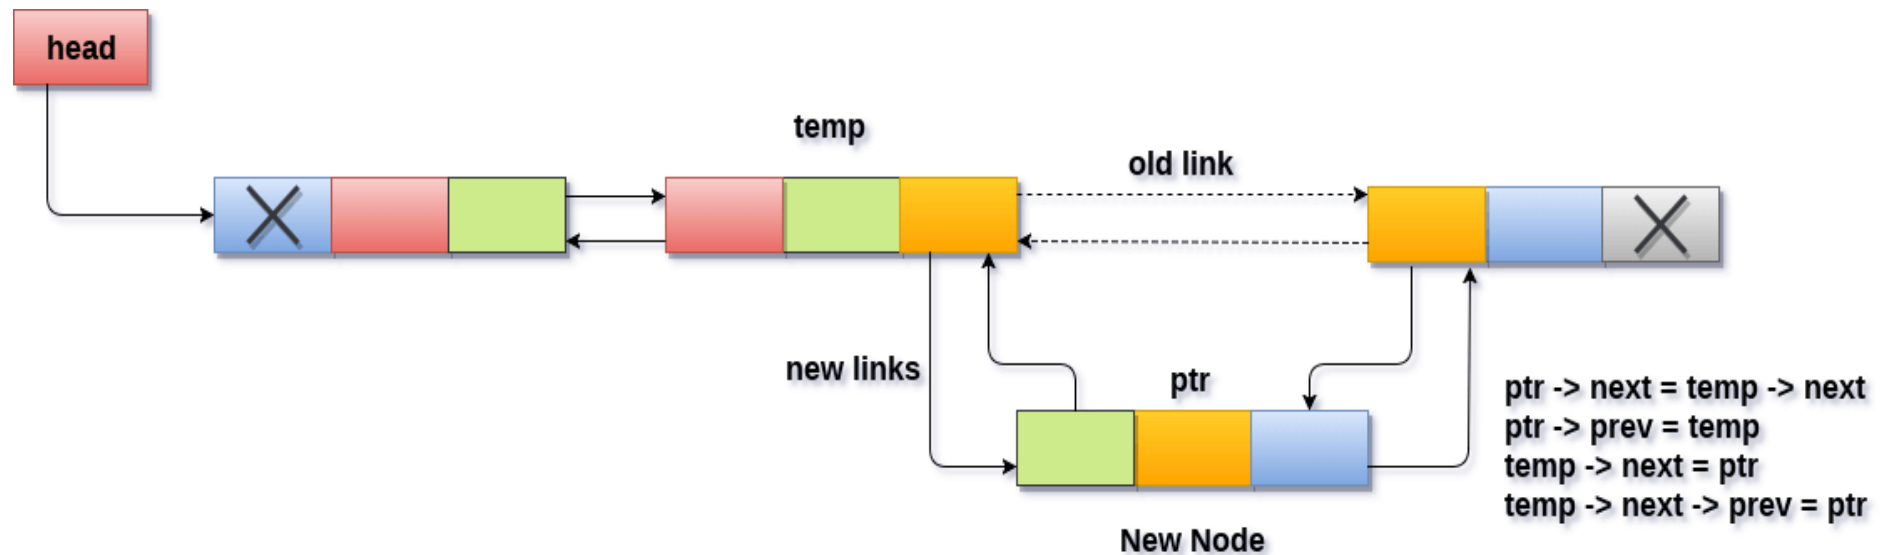 head
temp
old link
new links
ptr
ptr -> next = temp -> next
ptr -> prev = temp
temp -> next = ptr
temp -> next -> prev = ptr
New Node